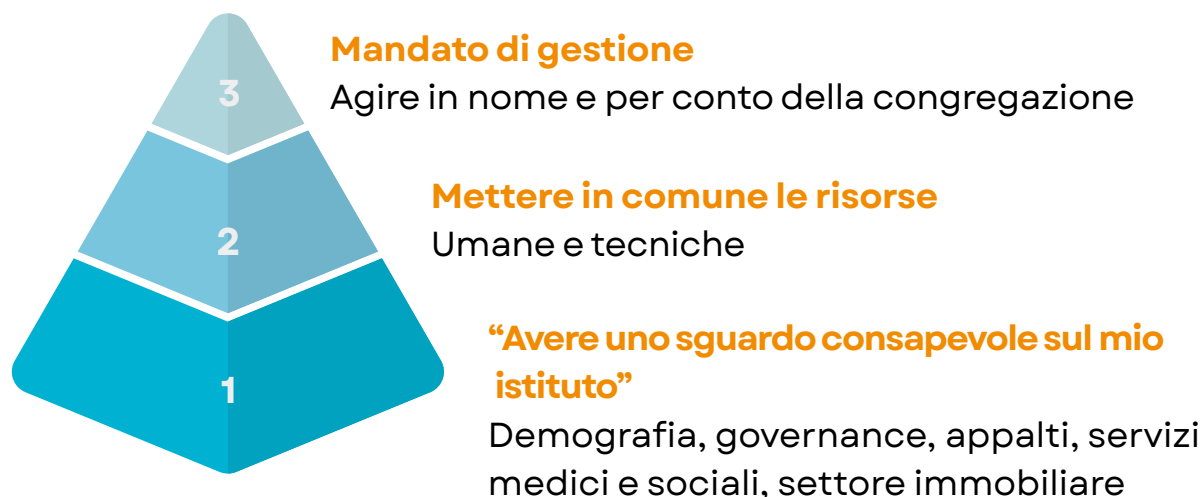 3
Mandato di gestione
Agire in nome e per conto della congregazione
2
Mettere in comune le risorse
Umane e tecniche
1
“Avere uno sguardo consapevole sul mio
istituto”
Demografia, governance, appalti, servizi
medici e sociali, settore immobiliare